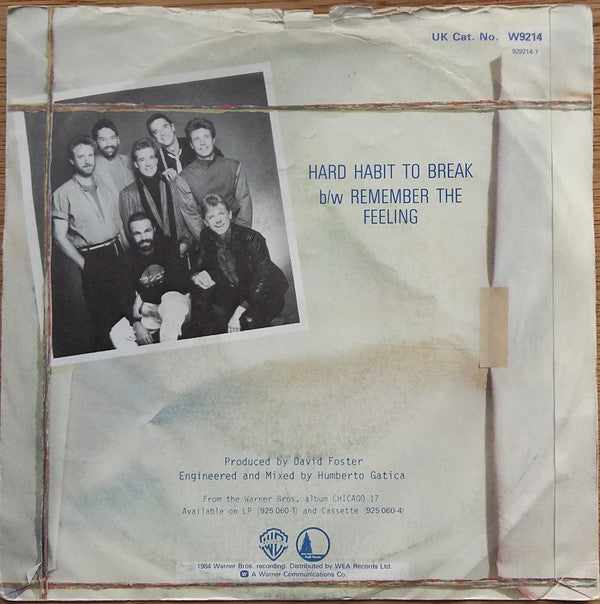 UK Cat. No. W9214
929214-7
HARD HABIT TO BREAK
b/w REMEMBER THE
FEELING
Produced by David Foster
Engineered and Mixed by Humberto Gatica
From the Warner Bros. album CHICAGO 17
Available on LP (925 060-1) and Cassette (925 060-4)
Full Moon
1984 Warner Bros. recording. Distributed by WEA Records Ltd.
A Warner Communications Co.